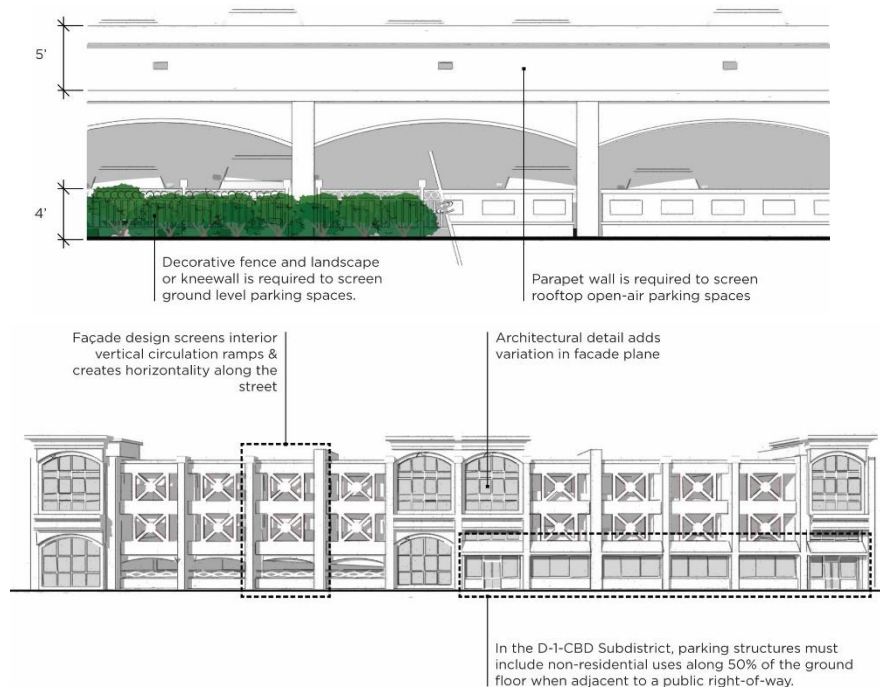 5'
4'
Decorative fence and landscape
or kneewall is required to screen
ground level parking spaces.
Parapet wall is required to screen
rooftop open-air parking spaces
Façade design screens interior
vertical circulation ramps &
creates horizontality along the
street
Architectural detail adds
variation in facade plane
In the D-1-CBD Subdistrict, parking structures must
include non-residential uses along 50% of the ground
floor when adjacent to a public right-of-way.